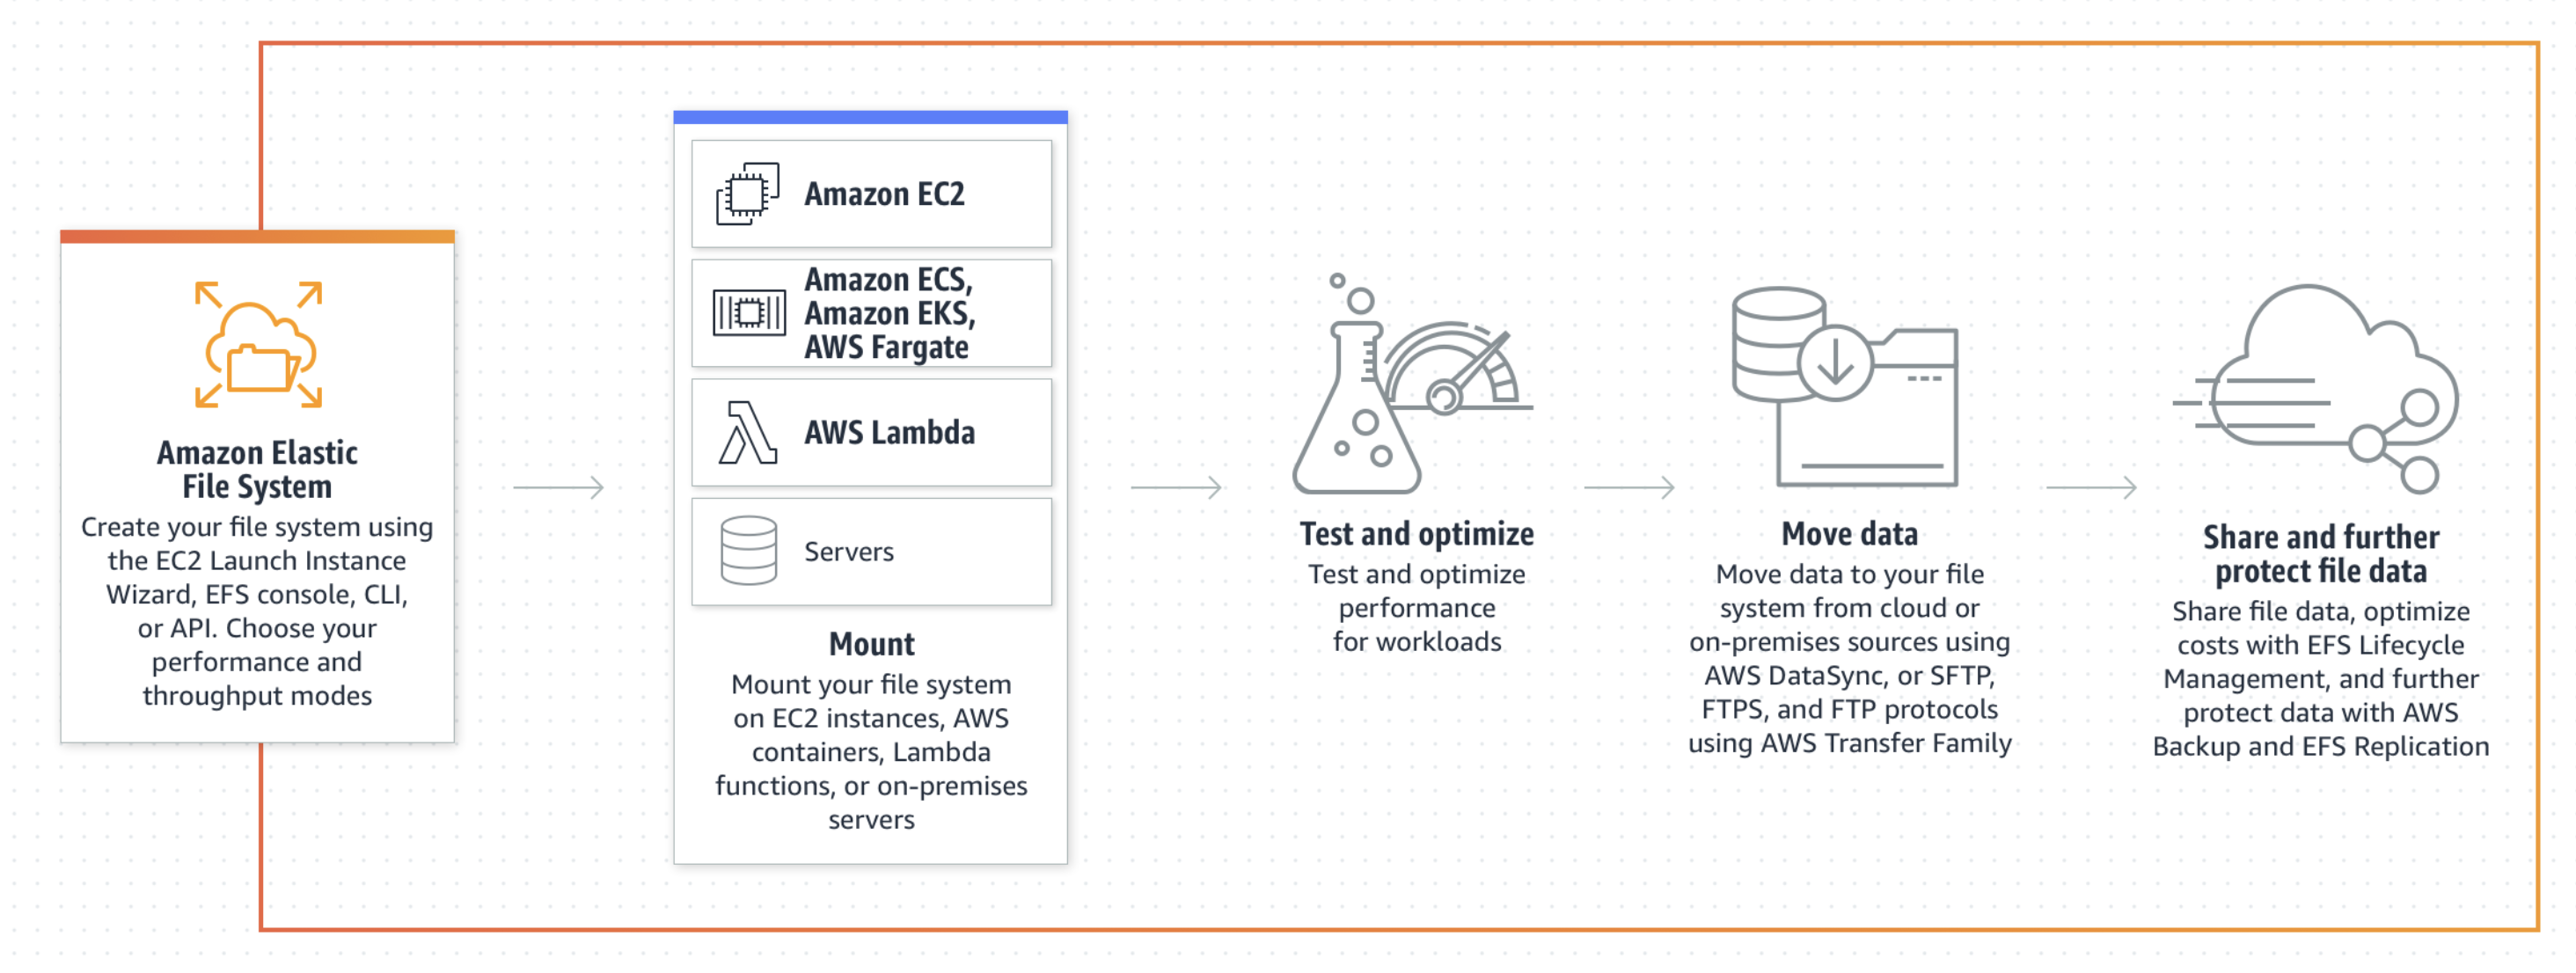 Amazon Elastic
File System
Create your file system using
the EC2 Launch Instance
Wizard, EFS console, CLI,
or API. Choose your
performance and
throughput modes
Amazon EC2
Amazon ECS,
Amazon EKS,
AWS Fargate
AWS Lambda
Servers
Mount
Mount your file system
on EC2 instances, AWS
containers, Lambda
functions, or on-premises
servers
Test and optimize
Test and optimize
performance
for workloads
Move data
Move data to your file
system from cloud or
on-premises sources using
AWS DataSync, or SFTP,
FTPS, and FTP protocols
using AWS Transfer Family
Share and further
protect file data
Share file data, optimize
costs with EFS Lifecycle
Management, and further
protect data with AWS
Backup and EFS Replication